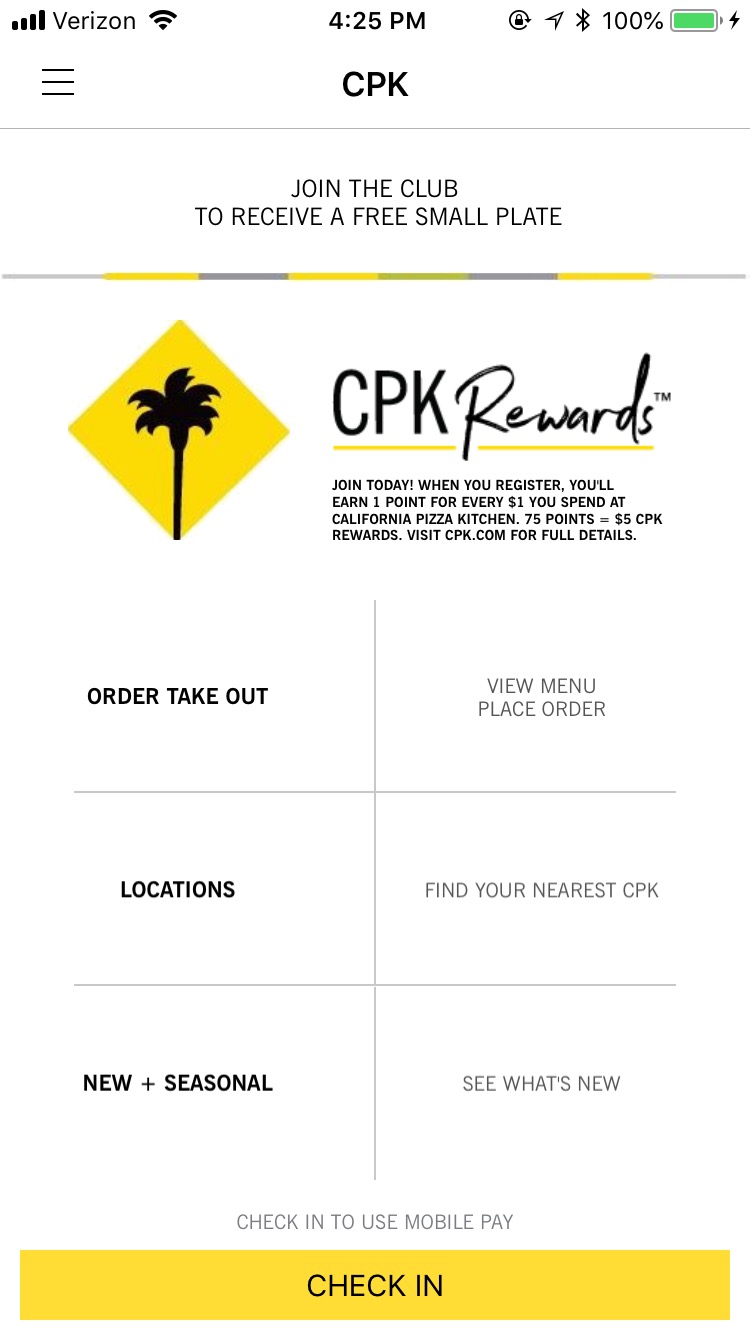 Verizon 4:25 PM 100%
CPK
JOIN THE CLUB
TO RECEIVE A FREE SMALL PLATE
CPK Rewards™
JOIN TODAY! WHEN YOU REGISTER, YOU'LL
EARN 1 POINT FOR EVERY $1 YOU SPEND AT
CALIFORNIA PIZZA KITCHEN. 75 POINTS = $5 CPK
REWARDS. VISIT CPK.COM FOR FULL DETAILS.
ORDER TAKE OUT
VIEW MENU
PLACE ORDER
LOCATIONS
FIND YOUR NEAREST CPK
NEW + SEASONAL
SEE WHAT'S NEW
CHECK IN TO USE MOBILE PAY
CHECK IN